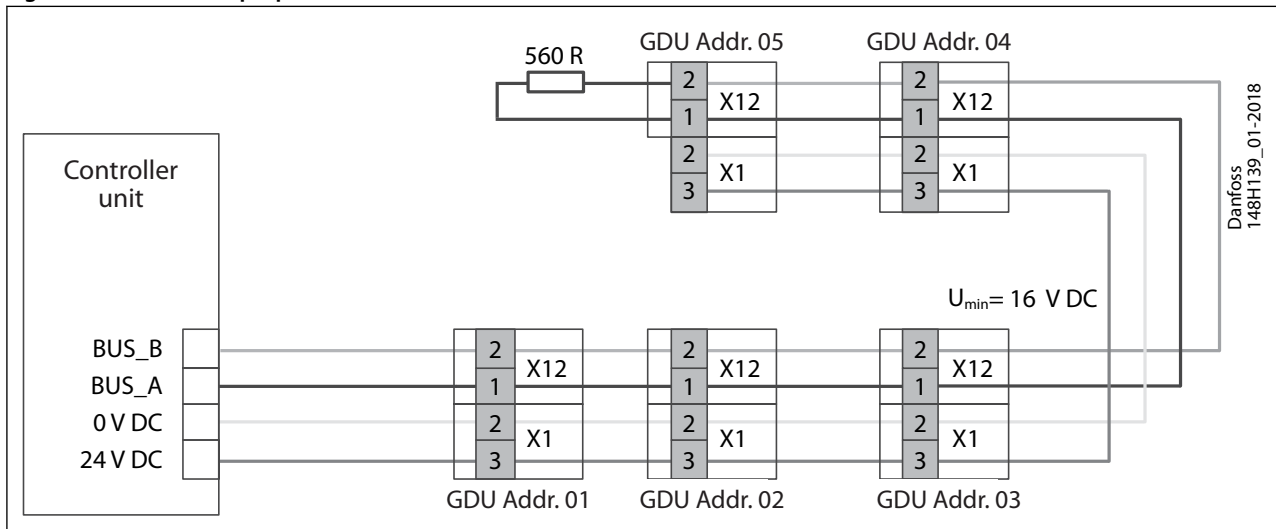 GDU Addr. 05
GDU Addr. 04
560 R
2
1
X12
2
3
X1
2
1
X12
2
3
X1
Danfoss
148H139_01-2018
Controller
unit
Umin= 16 V DC
BUS_B
BUS_A
0 V DC
24 V DC
2
1
X12
2
3
X1
2
1
X12
2
3
X1
2
1
X12
2
3
X1
GDU Addr. 01
GDU Addr. 02
GDU Addr. 03